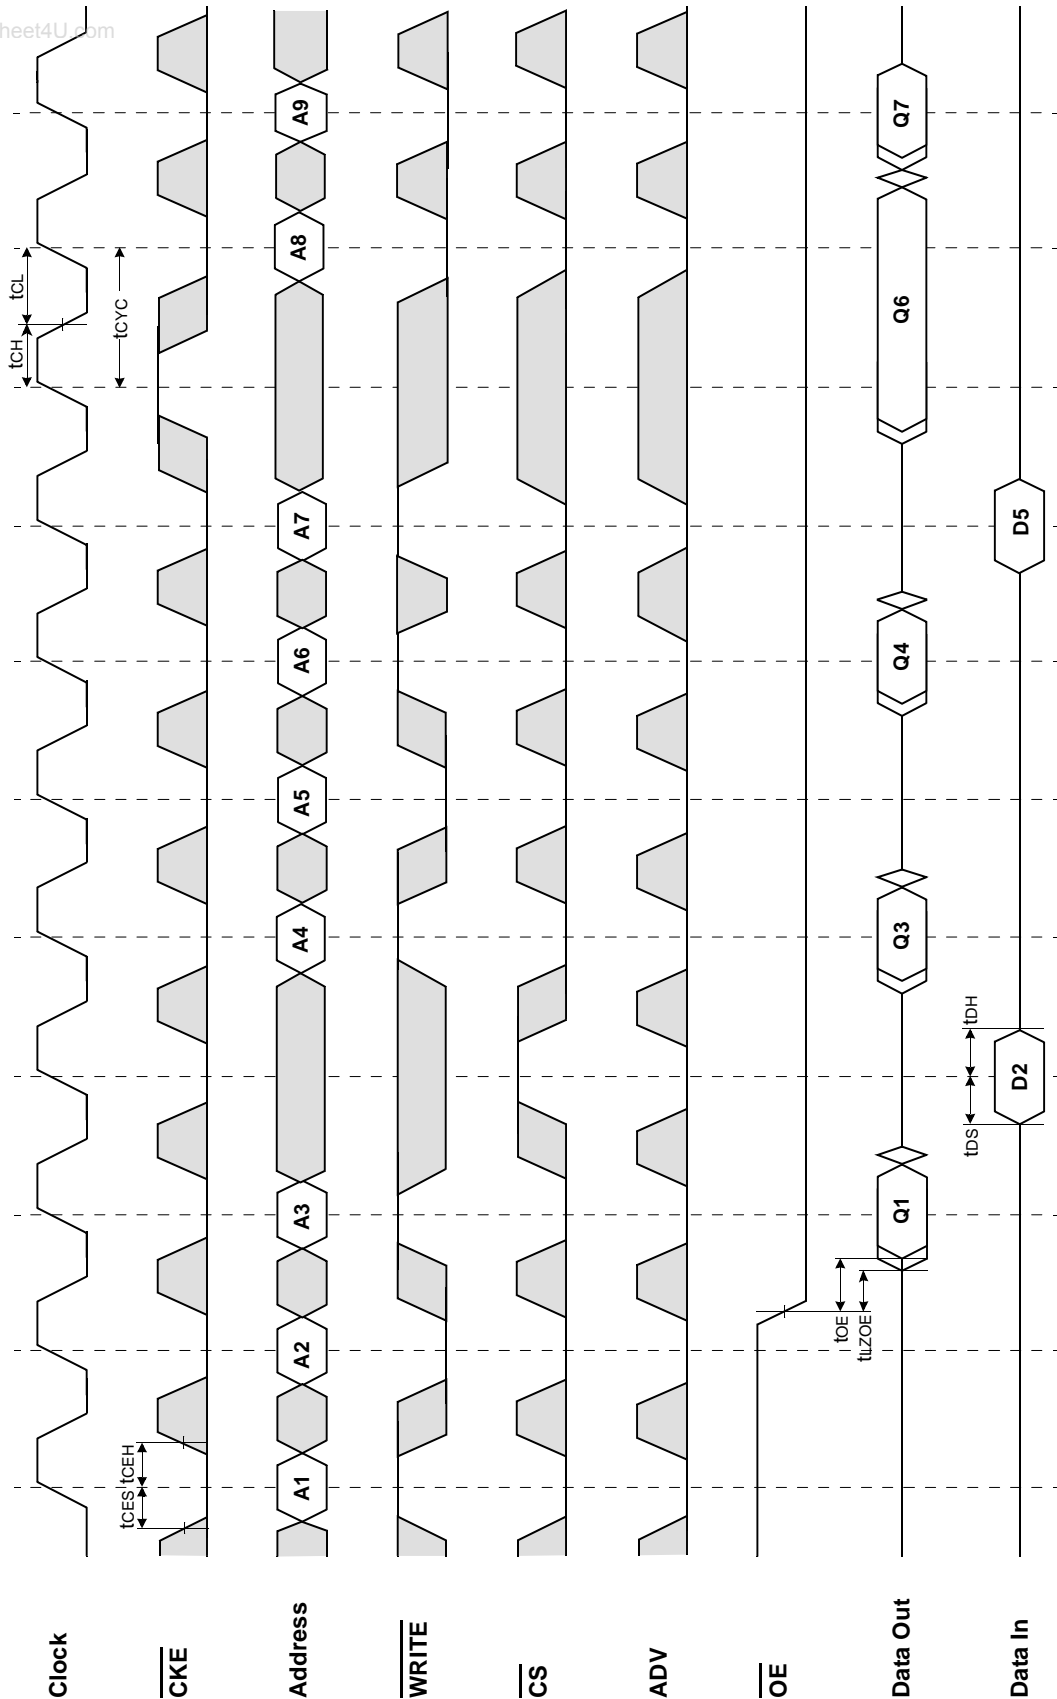 heet4U.com
Clock
tCH
tCL
tCYC
CKE
tCES
tCEH
Address
A1
A2
A3
A4
A5
A6
A7
A8
A9
WRITE
CS
ADV
OE
tOE
tLZOE
Data Out
Q1
Q3
Q4
Q6
Q7
Data In
tDS
tDH
D2
D5